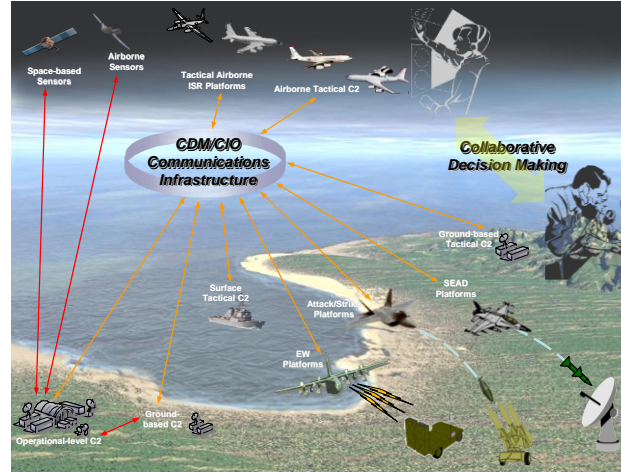 Space-based
Sensors
Airborne
Sensors
Tactical Airborne
ISR Platforms
Airborne Tactical C2
CDM/CIO
Communications
Infrastructure
Collaborative
Decision Making
Ground-based
Tactical C2
SEAD
Platforms
Surface
Tactical C2
Attack/Strike
Platforms
EW
Platforms
Operational-level C2
Ground-
based C2